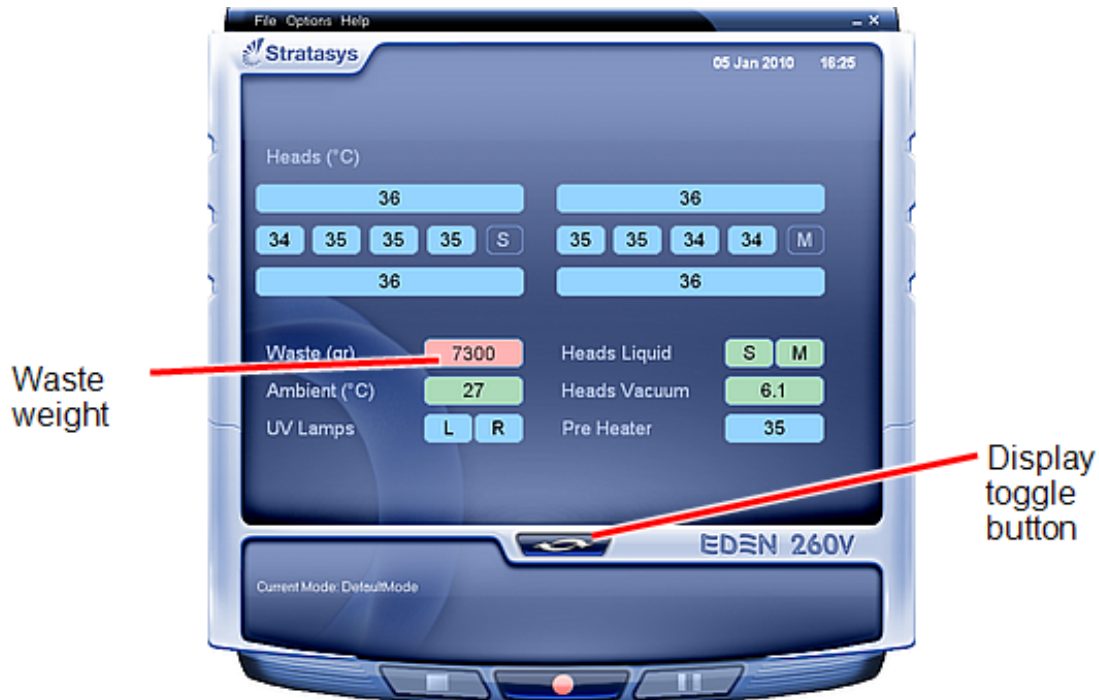 File Options Help
Stratasys
05 Jan 2010 16:25
Heads (°C)
36 36
34 35 35 35 S 35 35 34 34 M
36 36
Waste (gr) 7300 Heads Liquid S M
Waste
weight
Ambient (°C) 27 Heads Vacuum 6.1
UV Lamps L R Pre Heater 35
Display
toggle
button
EDEN 260V
Current Mode: DefaultMode